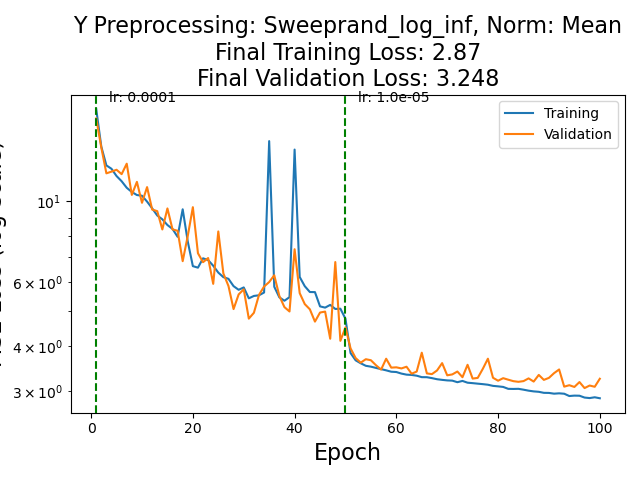 Y Preprocessing: Sweeprand_log_inf, Norm: Mean
Final Training Loss: 2.87
Final Validation Loss: 3.248
lr: 0.0001
lr: 1.0e-05
Training
Validation
10¹
6 × 10⁰
4 × 10⁰
3 × 10⁰
0 20 40 60 80 100
Epoch